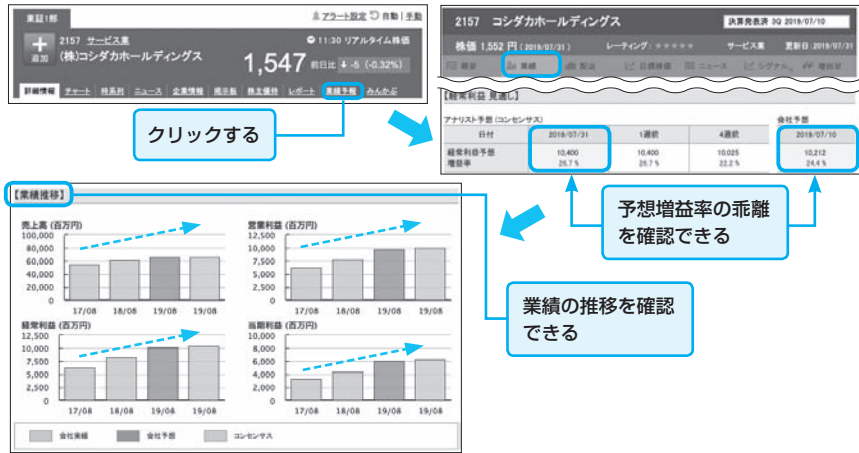 東証1部
アラート設定 自動 | 手動
追加
2157 サービス業
(株)コシダカホールディングス
11:30 リアルタイム株価
1,547 前日比 -5 (-0.32%)
詳細情報 チャート 時系列 ニュース 企業情報 掲示板 株主優待 レポート 業績予報 みんかぶ
クリックする
2157 コシダカホールディングス
決算発表済 3Q 2019/07/10
株価 1,552 円 (2019/07/31) レーティング: ★★★★★ サービス業 更新日:2019/07/31
概要 業績 配当 目標株価 ニュース シグナル 増抜游
【経常利益 見通し】
アナリスト予想 (コンセンサス) 会社予想
日付 2019/07/31 1週前 4週前 2019/07/10
経常利益予想 10,400 10,400 10,025 10,212
増益率 26.7 % 26.7 % 22.2 % 24.4 %
予想増益率の乖離
を確認できる
【業績推移】
売上高 (百万円)
100,000
80,000
60,000
40,000
20,000
0
17/08 18/08 19/08 19/08
営業利益 (百万円)
12,500
10,000
7,500
5,000
2,500
0
17/08 18/08 19/08 19/08
経常利益 (百万円)
12,500
10,000
7,500
5,000
2,500
0
17/08 18/08 19/08 19/08
当期利益 (百万円)
10,000
8,000
6,000
4,000
2,000
0
17/08 18/08 19/08 19/08
会社実績 会社予想 コンセンサス
業績の推移を確認
できる